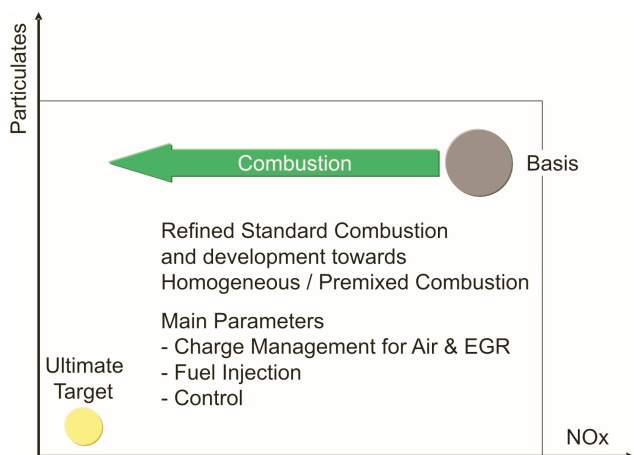 Particulates
Combustion
Basis
Refined Standard Combustion
and development towards
Homogeneous / Premixed Combustion
Main Parameters
- Charge Management for Air & EGR
- Fuel Injection
- Control
Ultimate
Target
NOx